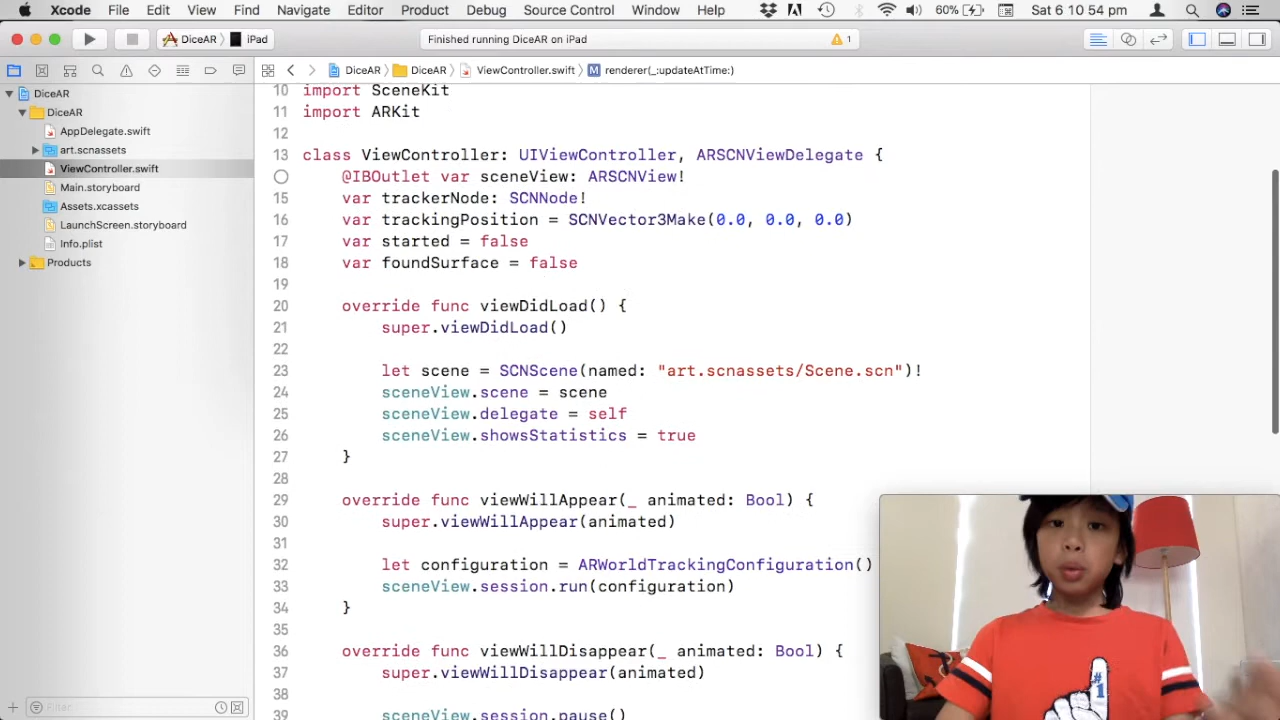 Xcode File Edit View Find Navigate Editor Product Debug Source Control Window Help 60% Sat 6 10:54 pm
DiceAR iPad Finished running DiceAR on iPad 1
DiceAR DiceAR ViewController.swift M renderer(_:updateAtTime:)
DiceAR
DiceAR
AppDelegate.swift
art.scnassets
ViewController.swift
Main.storyboard
Assets.xcassets
LaunchScreen.storyboard
Info.plist
Products
Filter
10 import SceneKit
11 import ARKit
12
13 class ViewController: UIViewController, ARSCNViewDelegate {
@IBOutlet var sceneView: ARSCNView!
15 var trackerNode: SCNNode!
16 var trackingPosition = SCNVector3Make(0.0, 0.0, 0.0)
17 var started = false
18 var foundSurface = false
19
20 override func viewDidLoad() {
21 super.viewDidLoad()
22
23 let scene = SCNScene(named: "art.scnassets/Scene.scn")!
24 sceneView.scene = scene
25 sceneView.delegate = self
26 sceneView.showsStatistics = true
27 }
28
29 override func viewWillAppear(_ animated: Bool) {
30 super.viewWillAppear(animated)
31
32 let configuration = ARWorldTrackingConfiguration()
33 sceneView.session.run(configuration)
34 }
35
36 override func viewWillDisappear(_ animated: Bool) {
37 super.viewWillDisappear(animated)
38
39 sceneView.session.pause()
#1